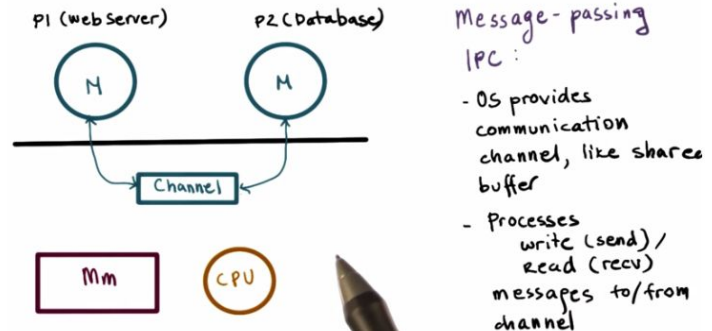 P1 (Web Server)
P2 (Database)
M
M
Channel
Mm
CPU
Message-passing
IPC:
- OS provides
communication
channel, like share
buffer
- Processes
write (send) /
Read (recv)
messages to/from
channel